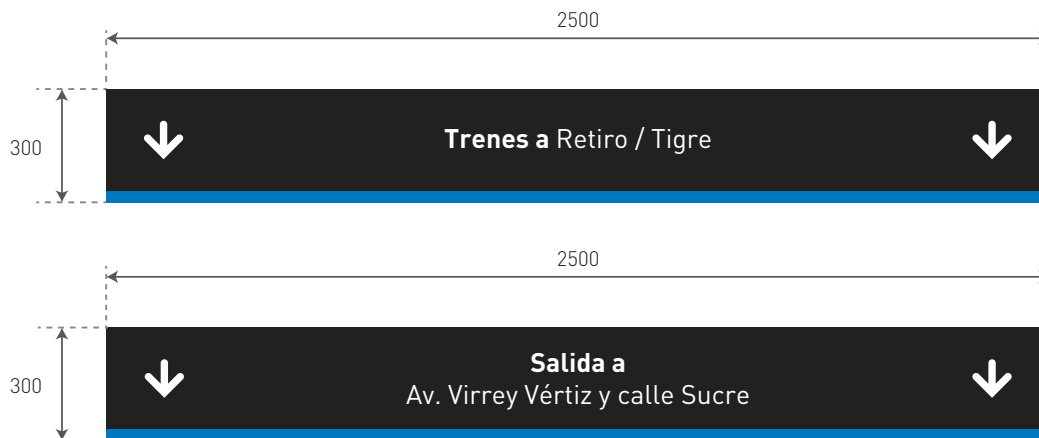 2500
300
Trenes a Retiro / Tigre
2500
300
Salida a
Av. Virrey Vértiz y calle Sucre